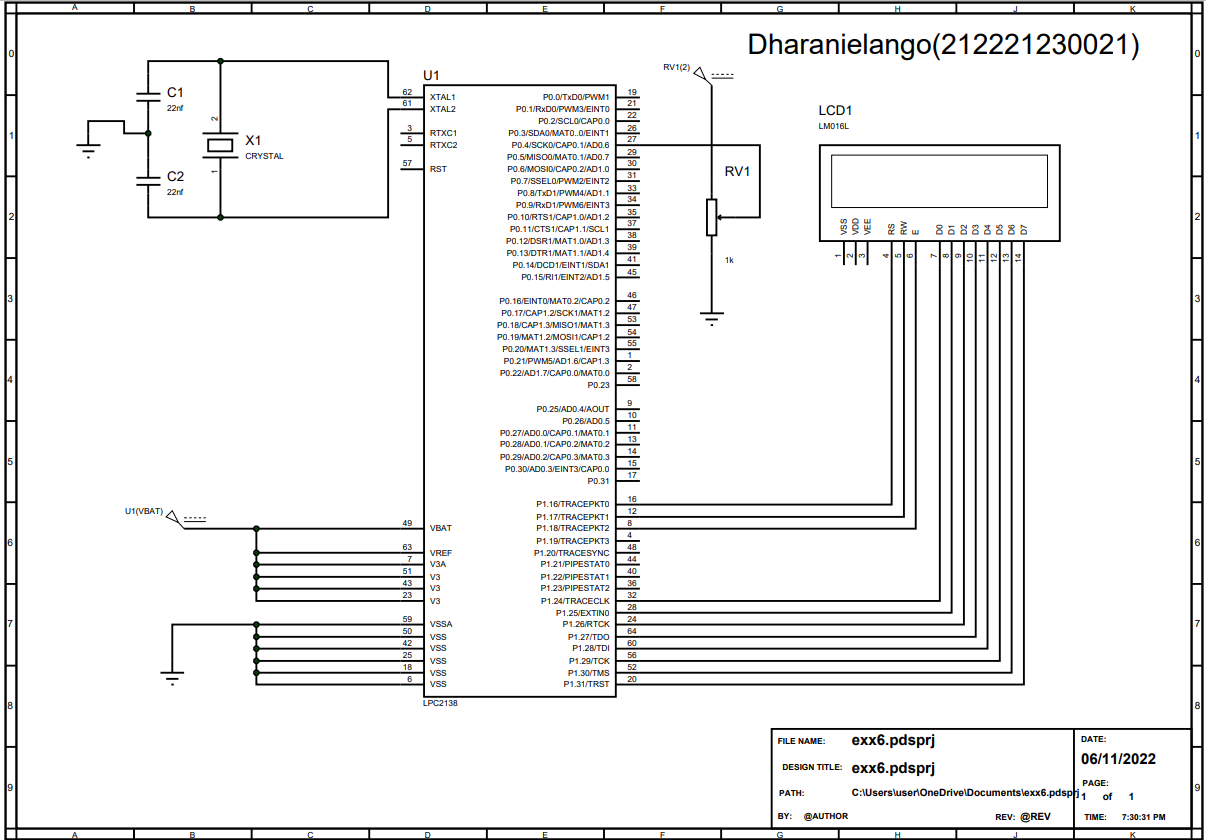 A B C D E F G H J K
Dharanielango(212221230021)
0 0
1 1
2 2
3 3
4 4
5 5
6 6
7 7
8 8
9 9
C1
22nf
C2
22nf
2
X1
CRYSTAL
1
U1
62 XTAL1
61 XTAL2
3 RTXC1
5 RTXC2
57 RST
49 VBAT
63 VREF
7 V3A
51 V3
43 V3
23 V3
59 VSSA
50 VSS
42 VSS
25 VSS
18 VSS
6 VSS
P0.0/TxD0/PWM1 19
P0.1/RxD0/PWM3/EINT0 21
P0.2/SCL0/CAP0.0 22
P0.3/SDA0/MAT0..0/EINT1 26
P0.4/SCK0/CAP0.1/AD0.6 27
P0.5/MISO0/MAT0.1/AD0.7 29
P0.6/MOSI0/CAP0.2/AD1.0 30
P0.7/SSEL0/PWM2/EINT2 31
P0.8/TxD1/PWM4/AD1.1 33
P0.9/RxD1/PWM6/EINT3 34
P0.10/RTS1/CAP1.0/AD1.2 35
P0.11/CTS1/CAP1.1/SCL1 37
P0.12/DSR1/MAT1.0/AD1.3 38
P0.13/DTR1/MAT1.1/AD1.4 39
P0.14/DCD1/EINT1/SDA1 41
P0.15/RI1/EINT2/AD1.5 45
P0.16/EINT0/MAT0.2/CAP0.2 46
P0.17/CAP1.2/SCK1/MAT1.2 47
P0.18/CAP1.3/MISO1/MAT1.3 53
P0.19/MAT1.2/MOSI1/CAP1.2 54
P0.20/MAT1.3/SSEL1/EINT3 55
P0.21/PWM5/AD1.6/CAP1.3 1
P0.22/AD1.7/CAP0.0/MAT0.0 2
P0.23 58
P0.25/AD0.4/AOUT 9
P0.26/AD0.5 10
P0.27/AD0.0/CAP0.1/MAT0.1 11
P0.28/AD0.1/CAP0.2/MAT0.2 13
P0.29/AD0.2/CAP0.3/MAT0.3 14
P0.30/AD0.3/EINT3/CAP0.0 15
P0.31 17
P1.16/TRACEPKT0 16
P1.17/TRACEPKT1 12
P1.18/TRACEPKT2 8
P1.19/TRACEPKT3 4
P1.20/TRACESYNC 48
P1.21/PIPESTAT0 44
P1.22/PIPESTAT1 40
P1.23/PIPESTAT2 36
P1.24/TRACECLK 32
P1.25/EXTIN0 28
P1.26/RTCK 24
P1.27/TDO 64
P1.28/TDI 60
P1.29/TCK 56
P1.30/TMS 52
P1.31/TRST 20
LPC2138
U1(VBAT)
RV1(2)
RV1
1k
LCD1
LM016L
VSS VDD VEE RS RW E D0 D1 D2 D3 D4 D5 D6 D7
1 2 3 4 5 6 7 8 9 10 11 12 13 14
FILE NAME: exx6.pdsprj
DESIGN TITLE: exx6.pdsprj
PATH: C:\Users\user\OneDrive\Documents\exx6.pdsprj
BY: @AUTHOR REV: @REV
DATE:
06/11/2022
PAGE:
1 of 1
TIME: 7:30:31 PM
A B C D E F G H J K